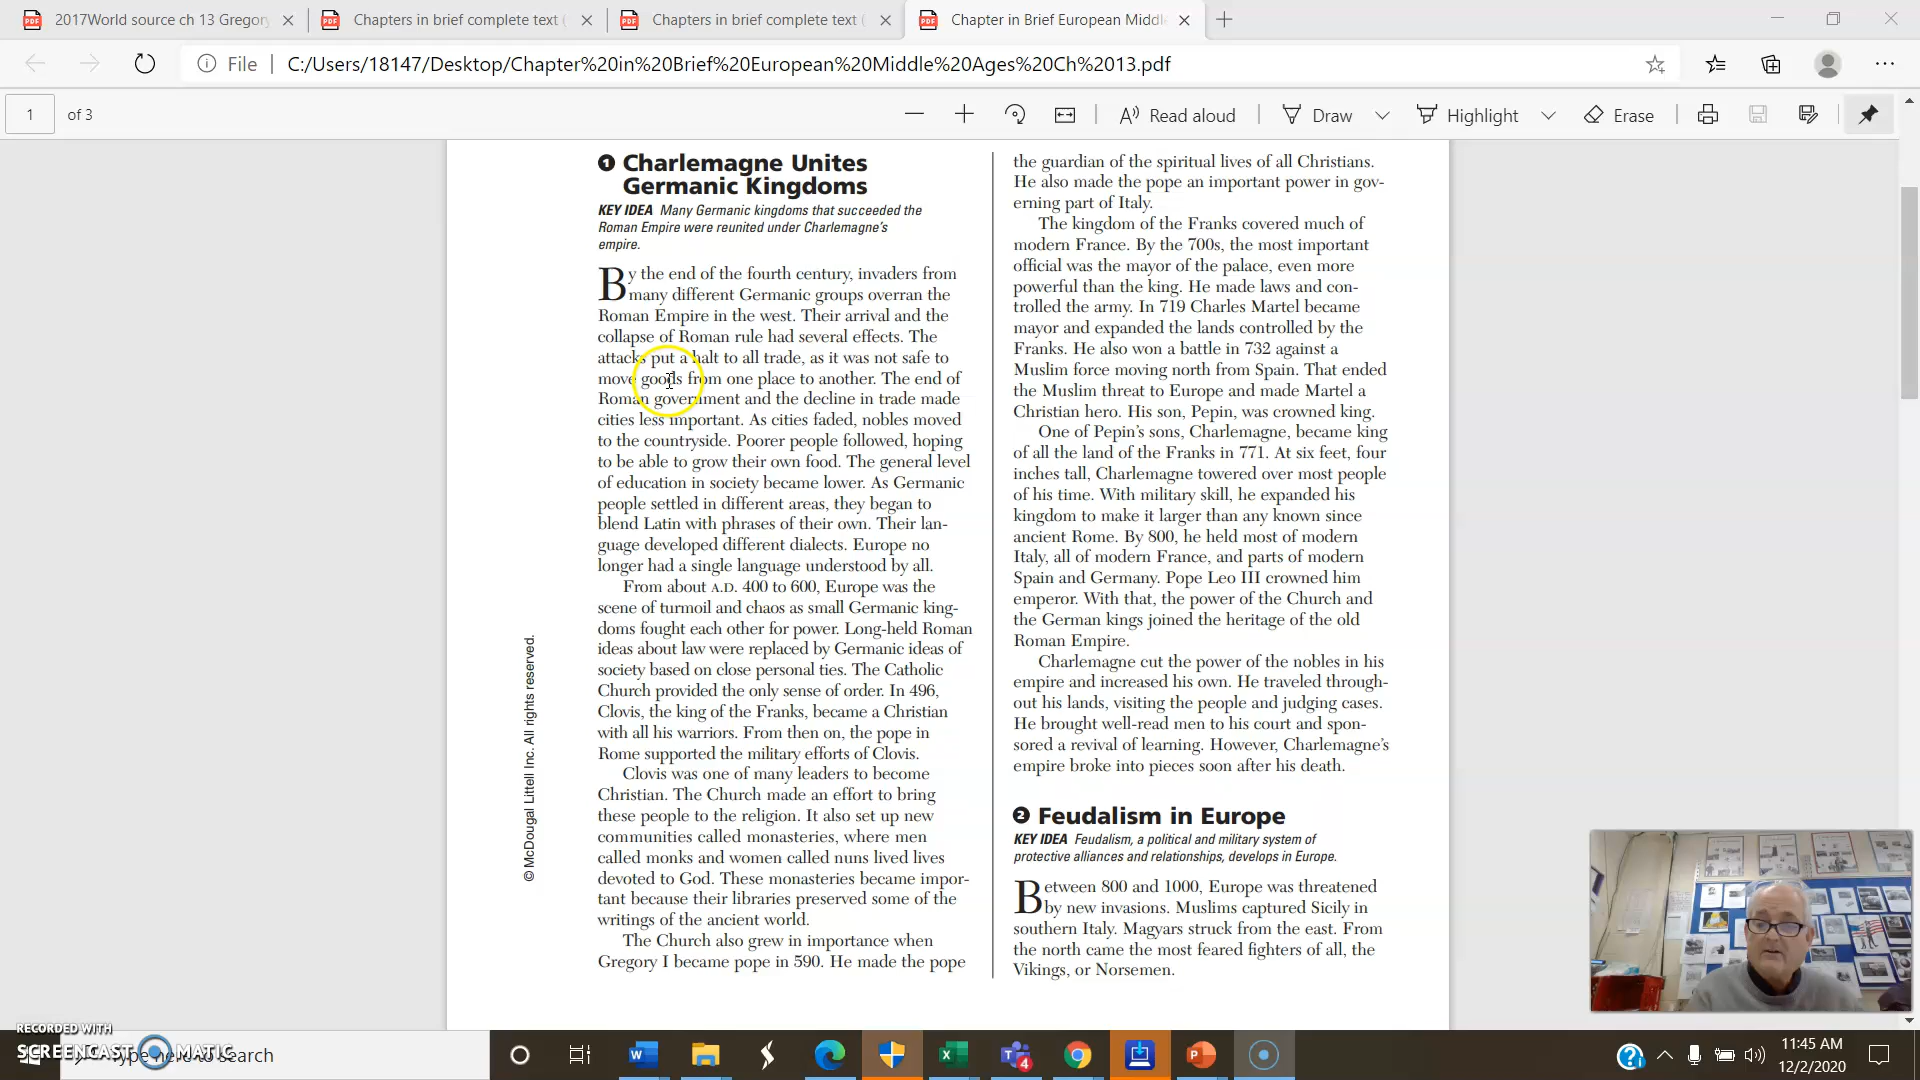 2017World source ch 13 Gregory
Chapters in brief complete text (
Chapters in brief complete text (
Chapter in Brief European Middle
File
C:/Users/18147/Desktop/Chapter%20in%20Brief%20European%20Middle%20Ages%20Ch%2013.pdf
1 of 3
Read aloud
Draw
Highlight
Erase
1 Charlemagne Unites
Germanic Kingdoms
KEY IDEA Many Germanic kingdoms that succeeded the
Roman Empire were reunited under Charlemagne's
empire.
By the end of the fourth century, invaders from
many different Germanic groups overran the
Roman Empire in the west. Their arrival and the
collapse of Roman rule had several effects. The
attacks put a halt to all trade, as it was not safe to
move goods from one place to another. The end of
Roman government and the decline in trade made
cities less important. As cities faded, nobles moved
to the countryside. Poorer people followed, hoping
to be able to grow their own food. The general level
of education in society became lower. As Germanic
people settled in different areas, they began to
blend Latin with phrases of their own. Their lan-
guage developed different dialects. Europe no
longer had a single language understood by all.
From about A.D. 400 to 600, Europe was the
scene of turmoil and chaos as small Germanic king-
doms fought each other for power. Long-held Roman
ideas about law were replaced by Germanic ideas of
society based on close personal ties. The Catholic
Church provided the only sense of order. In 496,
Clovis, the king of the Franks, became a Christian
with all his warriors. From then on, the pope in
Rome supported the military efforts of Clovis.
Clovis was one of many leaders to become
Christian. The Church made an effort to bring
these people to the religion. It also set up new
communities called monasteries, where men
called monks and women called nuns lived lives
devoted to God. These monasteries became impor-
tant because their libraries preserved some of the
writings of the ancient world.
The Church also grew in importance when
Gregory I became pope in 590. He made the pope
the guardian of the spiritual lives of all Christians.
He also made the pope an important power in gov-
erning part of Italy.
The kingdom of the Franks covered much of
modern France. By the 700s, the most important
official was the mayor of the palace, even more
powerful than the king. He made laws and con-
trolled the army. In 719 Charles Martel became
mayor and expanded the lands controlled by the
Franks. He also won a battle in 732 against a
Muslim force moving north from Spain. That ended
the Muslim threat to Europe and made Martel a
Christian hero. His son, Pepin, was crowned king.
One of Pepin's sons, Charlemagne, became king
of all the land of the Franks in 771. At six feet, four
inches tall, Charlemagne towered over most people
of his time. With military skill, he expanded his
kingdom to make it larger than any known since
ancient Rome. By 800, he held most of modern
Italy, all of modern France, and parts of modern
Spain and Germany. Pope Leo III crowned him
emperor. With that, the power of the Church and
the German kings joined the heritage of the old
Roman Empire.
Charlemagne cut the power of the nobles in his
empire and increased his own. He traveled through-
out his lands, visiting the people and judging cases.
He brought well-read men to his court and spon-
sored a revival of learning. However, Charlemagne's
empire broke into pieces soon after his death.
2 Feudalism in Europe
KEY IDEA Feudalism, a political and military system of
protective alliances and relationships, develops in Europe.
Between 800 and 1000, Europe was threatened
by new invasions. Muslims captured Sicily in
southern Italy. Magyars struck from the east. From
the north came the most feared fighters of all, the
Vikings, or Norsemen.
© McDougal Littell Inc. All rights reserved.
RECORDED WITH
SCREENCAST MATIC
Type here to search
4
11:45 AM
12/2/2020